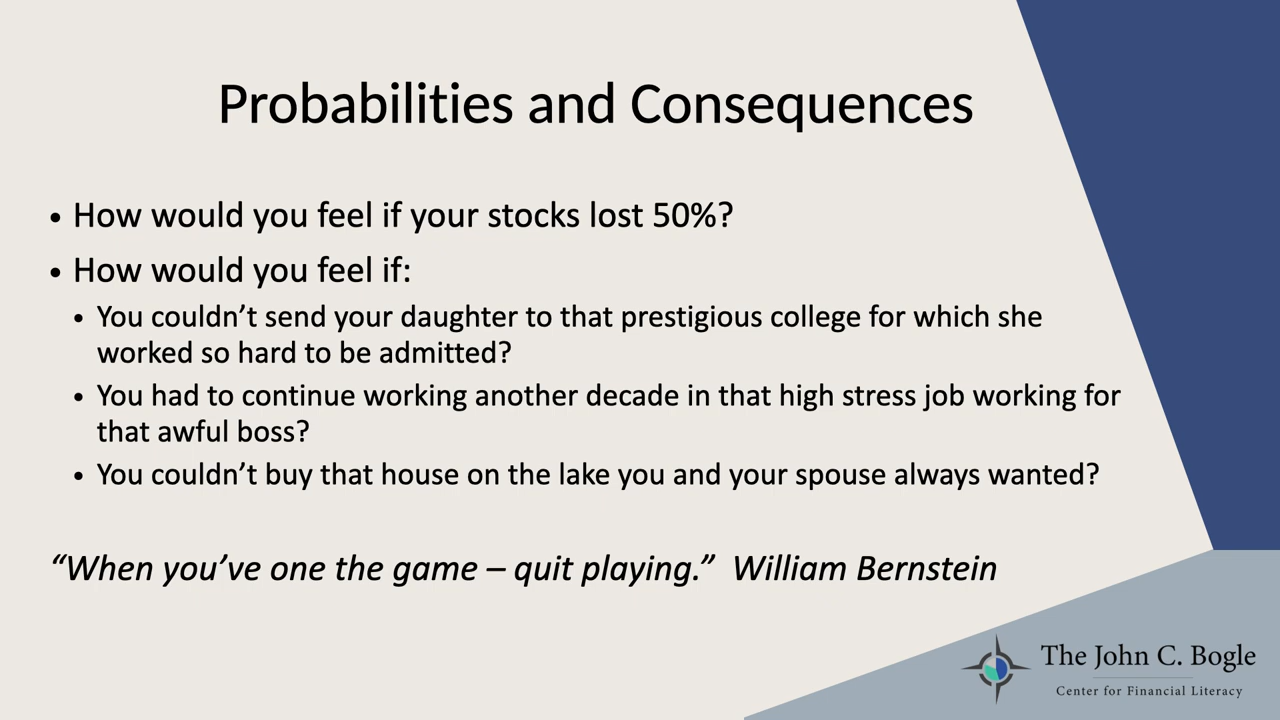 Probabilities and Consequences
• How would you feel if your stocks lost 50%?
• How would you feel if:
• You couldn’t send your daughter to that prestigious college for which she
worked so hard to be admitted?
• You had to continue working another decade in that high stress job working for
that awful boss?
• You couldn’t buy that house on the lake you and your spouse always wanted?
“When you’ve one the game – quit playing.”  William Bernstein
The John C. Bogle
Center for Financial Literacy